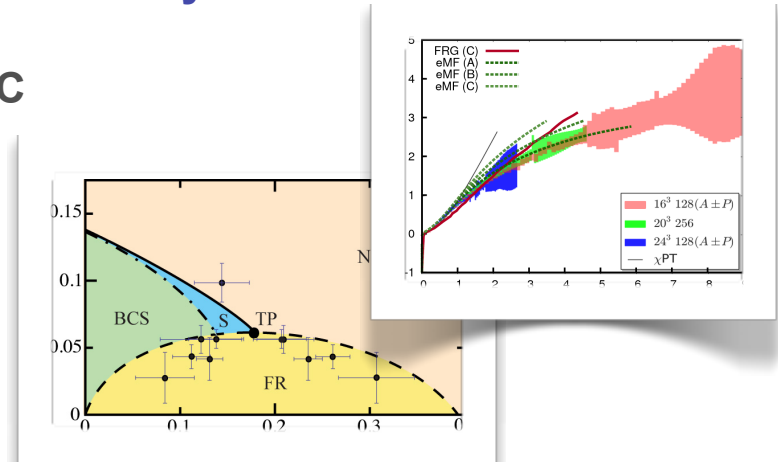 C
FRG (C)
eMF (A)
eMF (B)
eMF (C)
5
4
3
2
1
0
-1
0 1 2 3 4 5 6 7 8
16³ 128(A ± P)
20³ 256
24³ 128(A ± P)
χPT
0.15
0.1
0.05
0
N
BCS
S
TP
FR
0 0.1 0.2 0.3